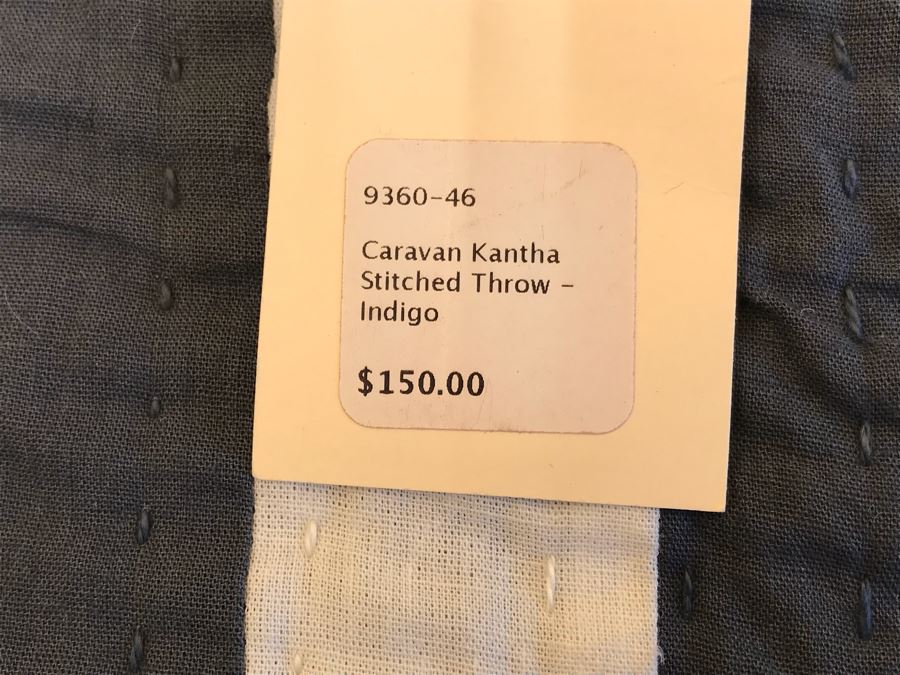 9360-46
Caravan Kantha
Stitched Throw -
Indigo
$150.00